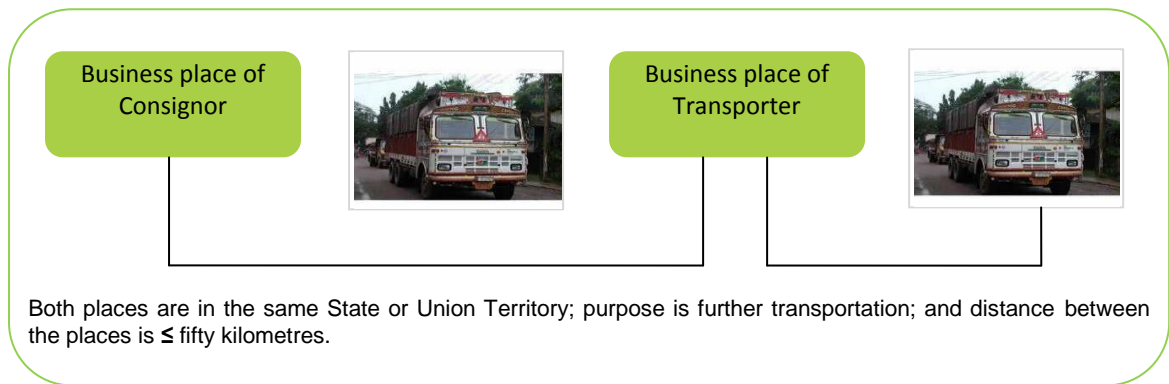 Business place of
Consignor
Business place of
Transporter
Both places are in the same State or Union Territory; purpose is further transportation; and distance between
the places is ≤ fifty kilometres.